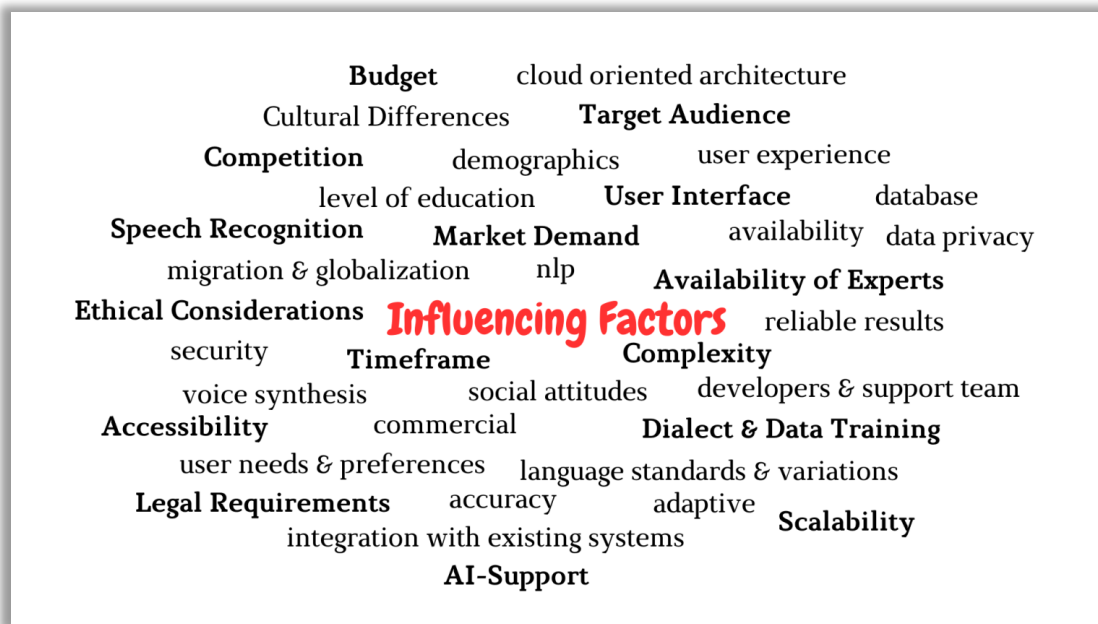 Budget cloud oriented architecture
Cultural Differences Target Audience
Competition demographics user experience
level of education User Interface database
Speech Recognition Market Demand availability data privacy
migration & globalization nlp Availability of Experts
Ethical Considerations Influencing Factors reliable results
security Timeframe Complexity
voice synthesis social attitudes developers & support team
Accessibility commercial Dialect & Data Training
user needs & preferences language standards & variations
Legal Requirements accuracy adaptive Scalability
integration with existing systems
AI-Support